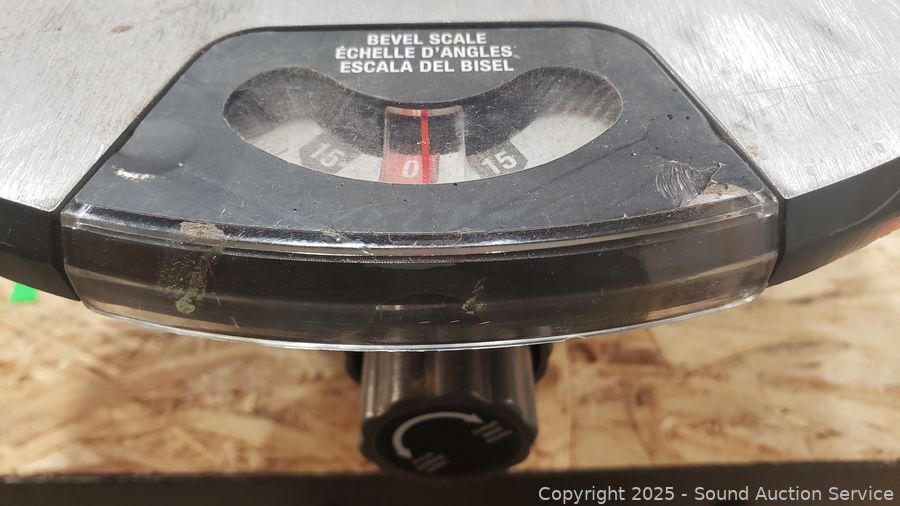 BEVEL SCALE
ÉCHELLE D'ANGLES
ESCALA DEL BISEL
15 0 15
Copyright © 2025 - Sound Auction Service